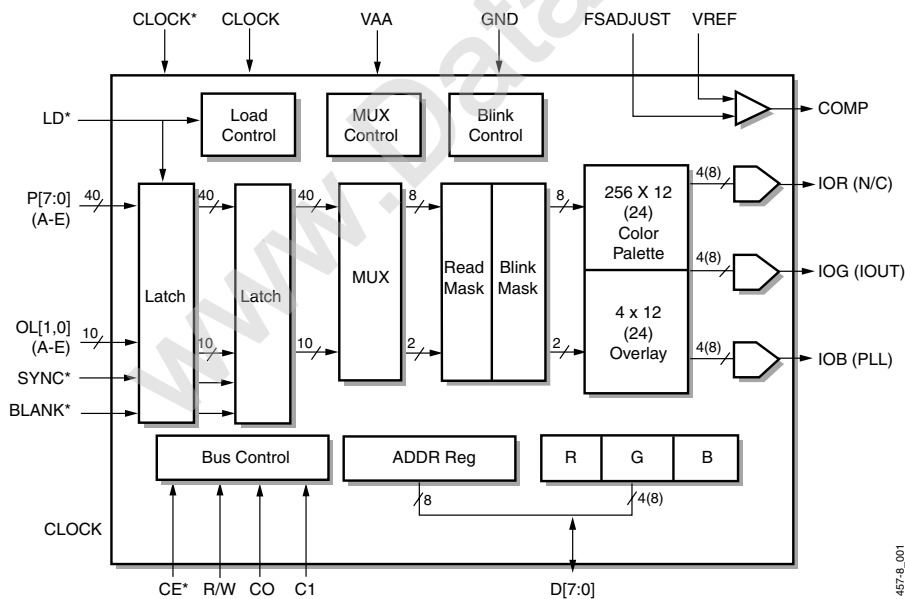 CLOCK* CLOCK VAA GND FSADJUST VREF
www.Data
LD*
Load
Control
MUX
Control
Blink
Control
COMP
P[7:0]
(A-E)
40
40
40
8
8
4(8)
IOR (N/C)
Latch
Latch
MUX
Read
Mask
Blink
Mask
256 X 12
(24)
Color
Palette
4(8)
IOG (IOUT)
4 x 12
(24)
Overlay
OL[1,0]
(A-E)
10
10
10
2
2
4(8)
IOB (PLL)
SYNC*
BLANK*
Bus Control
ADDR Reg
R G B
8
4(8)
CLOCK
CE* R/W CO C1 D[7:0]
457-8_001